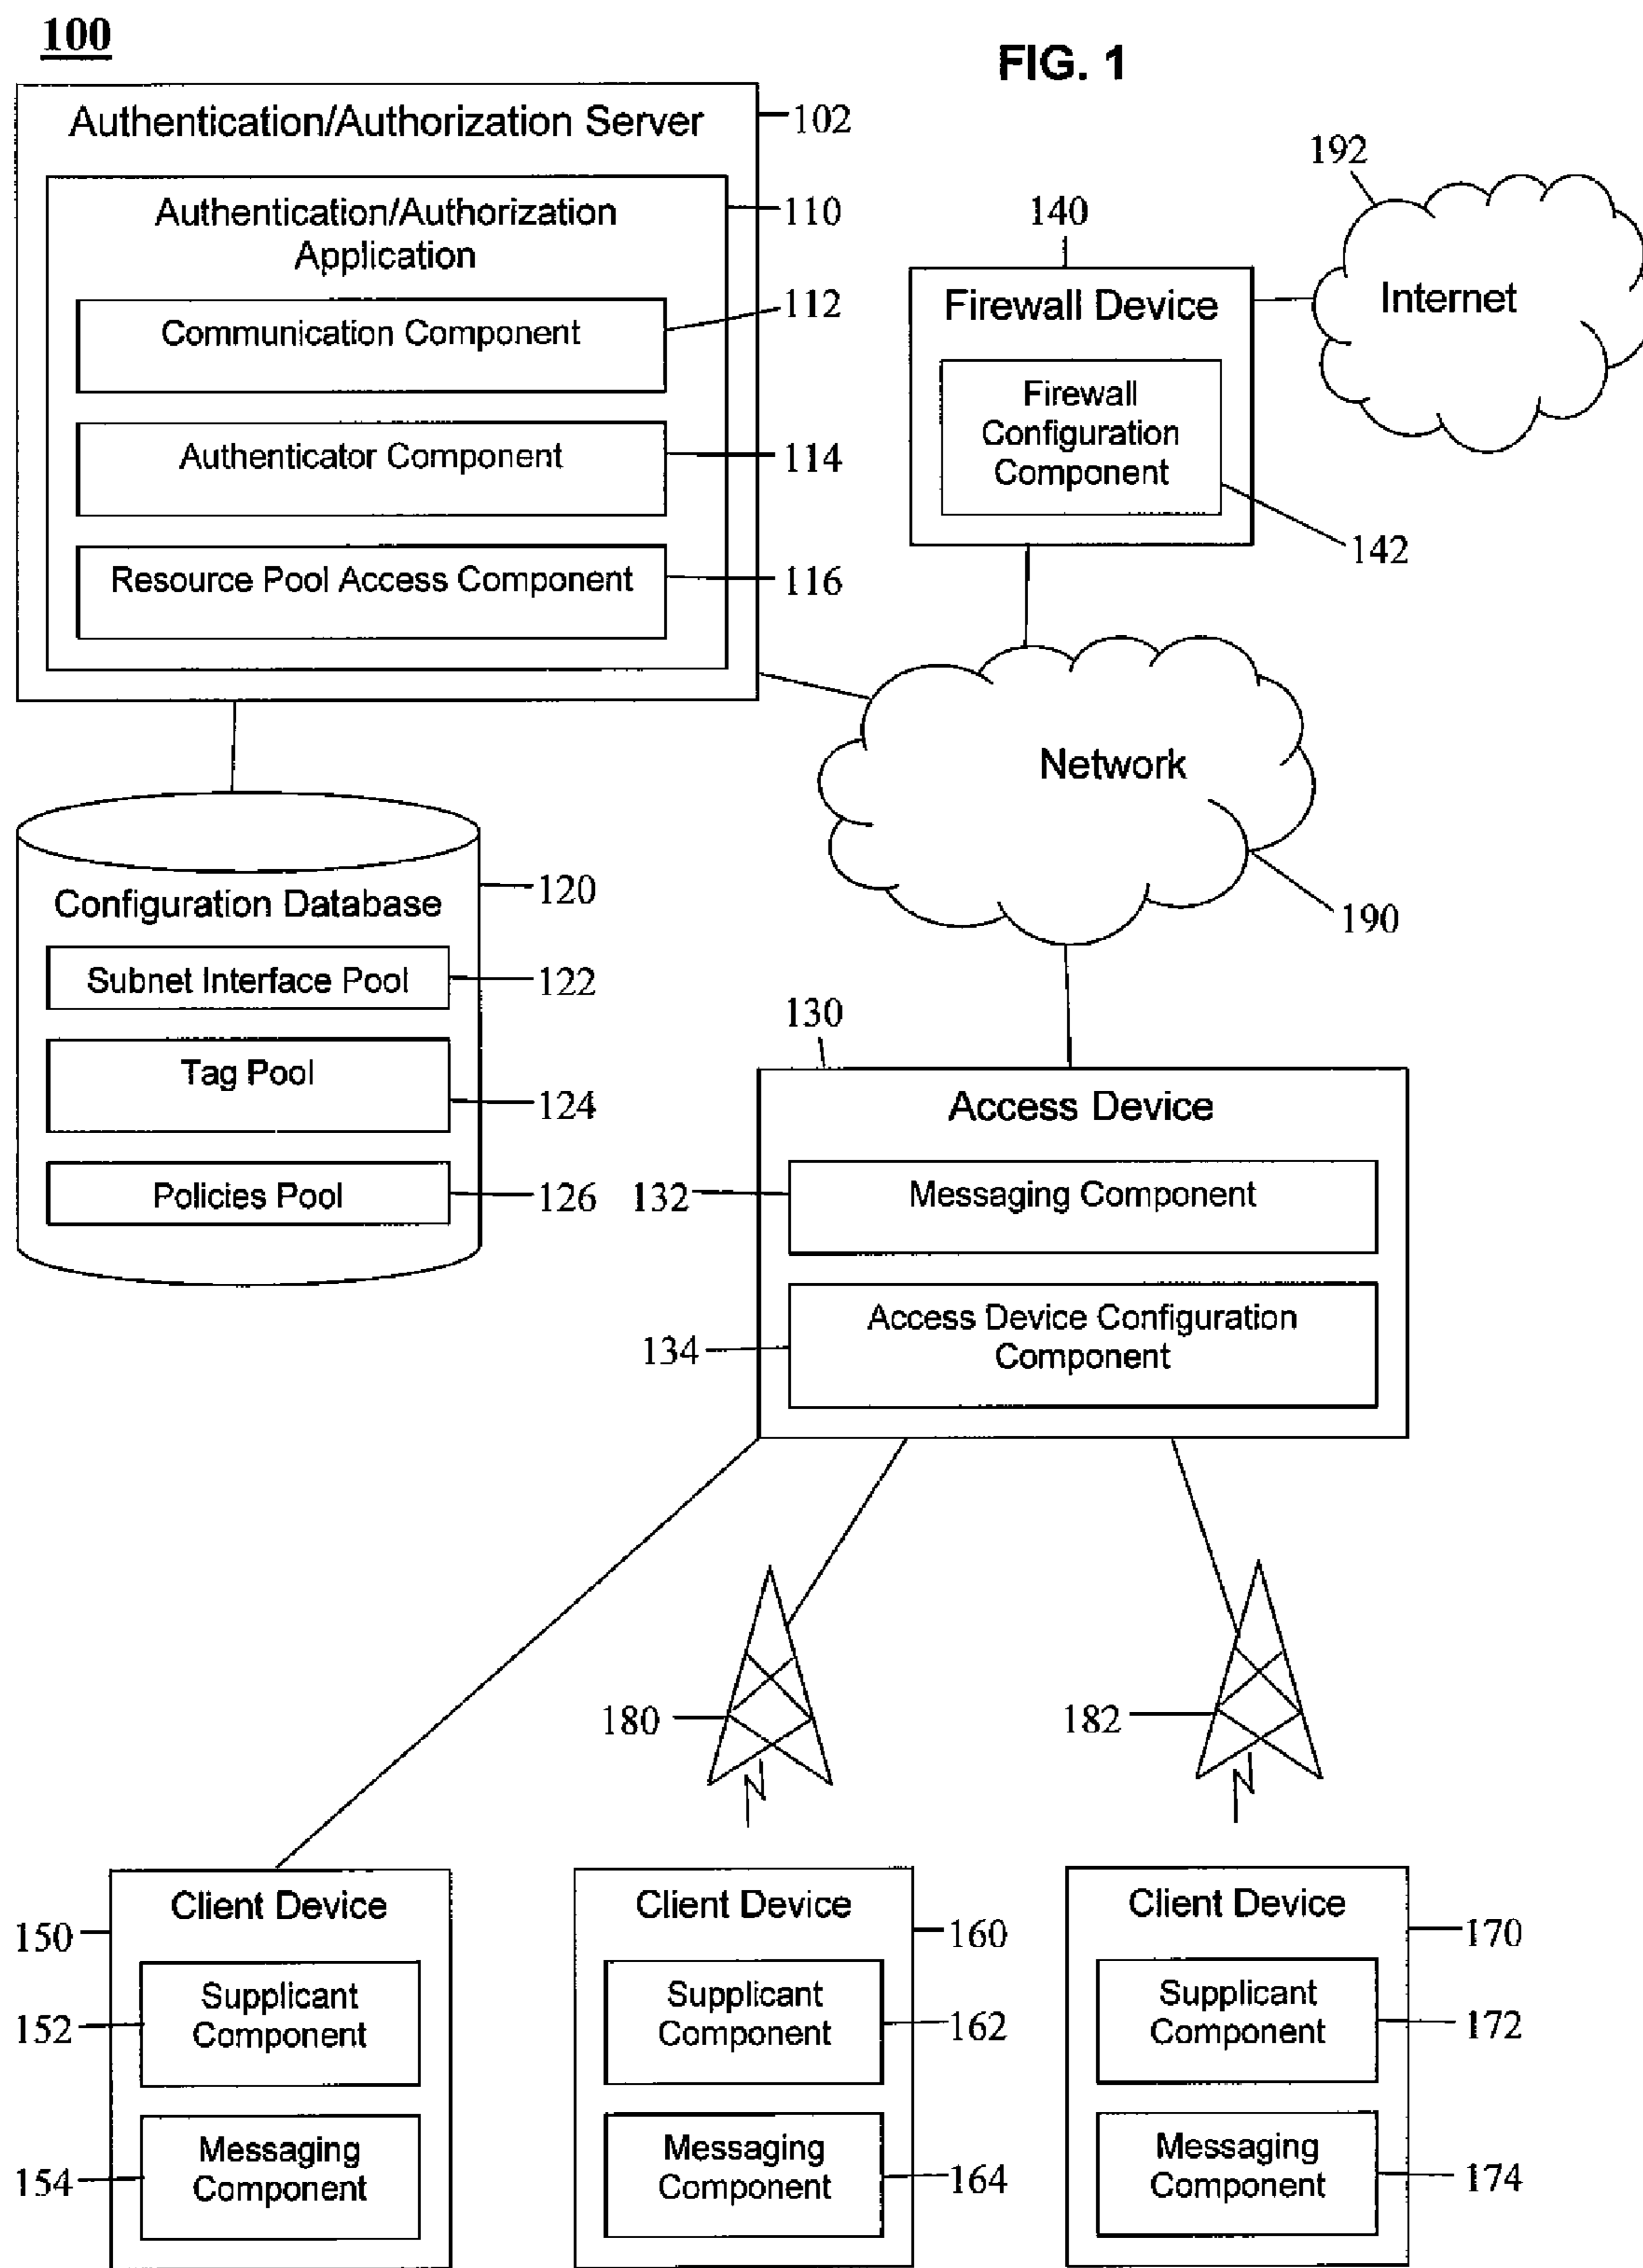 100
FIG. 1
Authentication/Authorization Server
102
Authentication/Authorization
Application
110
Communication Component
112
Authenticator Component
114
Resource Pool Access Component
116
192
Internet
140
Firewall Device
Firewall
Configuration
Component
142
Network
190
Configuration Database
120
Subnet Interface Pool
122
Tag Pool
124
Policies Pool
126
130
Access Device
132
Messaging Component
134
Access Device Configuration
Component
180
182
Client Device
150
Supplicant
Component
152
Messaging
Component
154
Client Device
160
Supplicant
Component
162
Messaging
Component
164
Client Device
170
Supplicant
Component
172
Messaging
Component
174